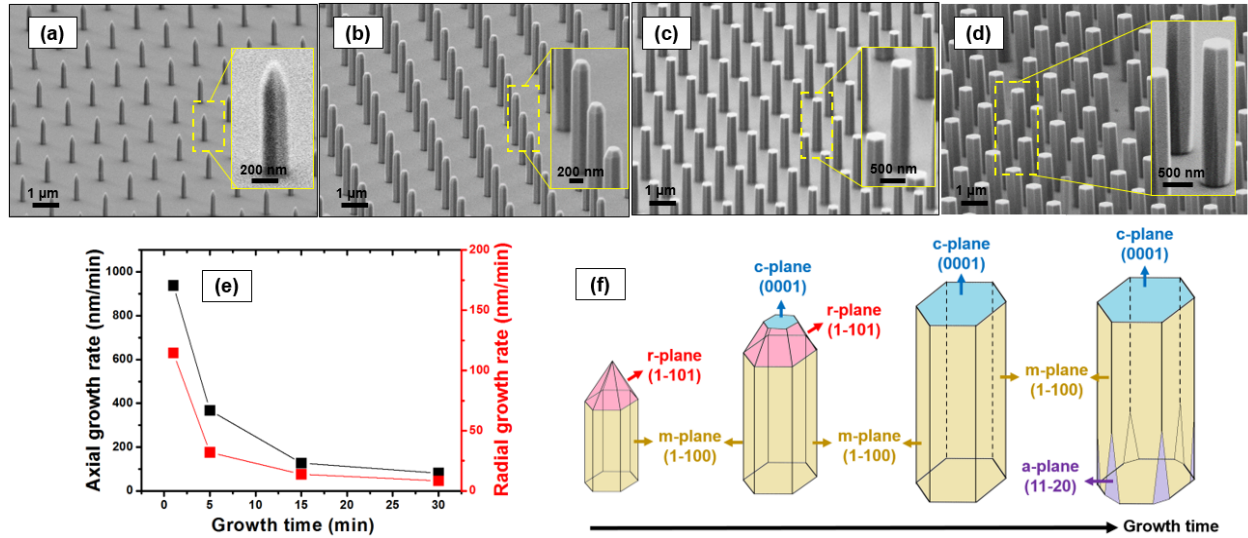 (a)
200 nm
1 µm
(b)
200 nm
1 µm
(c)
500 nm
1 µm
(d)
500 nm
1 µm
(e)
Axial growth rate (nm/min)
1000
800
600
400
200
0
0 5 10 15 20 25 30
Growth time (min)
200
150
100
50
0
Radial growth rate (nm/min)
(f)
r-plane
(1-101)
m-plane
(1-100)
c-plane
(0001)
r-plane
(1-101)
m-plane
(1-100)
c-plane
(0001)
m-plane
(1-100)
c-plane
(0001)
a-plane
(11-20)
Growth time